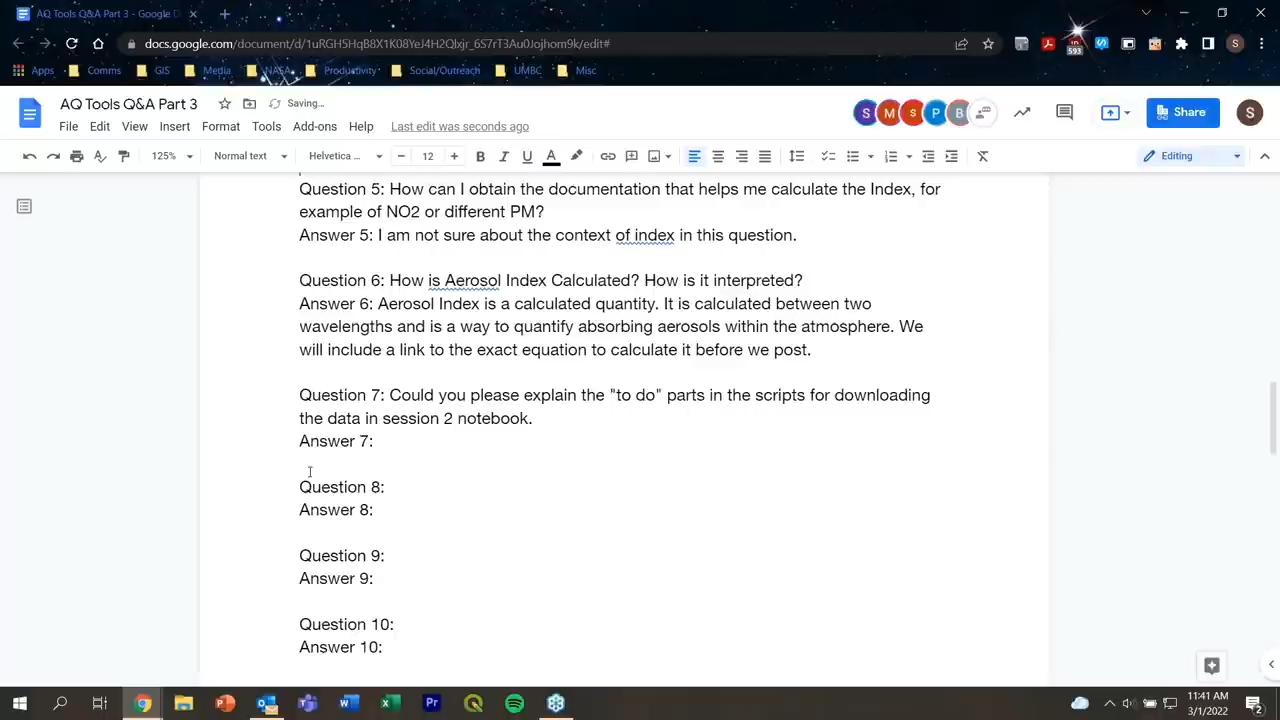 AQ Tools Q&A Part 3 - Google D
docs.google.com/document/d/1uRGH5HqB8X1K08YeJ4H2QIxjr_6S7rT3Au0Jojhom9k/edit#
593
S
Apps Comms GIS Media NASA Productivity Social/Outreach UMBC Misc
AQ Tools Q&A Part 3 Saving…
S M s P B Share S
File Edit View Insert Format Tools Add-ons Help Last edit was seconds ago
125% Normal text Helvetica ... 12 B I U A Editing
Question 5: How can I obtain the documentation that helps me calculate the Index, for
example of NO2 or different PM?
Answer 5: I am not sure about the context of index in this question.
Question 6: How is Aerosol Index Calculated? How is it interpreted?
Answer 6: Aerosol Index is a calculated quantity. It is calculated between two
wavelengths and is a way to quantify absorbing aerosols within the atmosphere. We
will include a link to the exact equation to calculate it before we post.
Question 7: Could you please explain the "to do" parts in the scripts for downloading
the data in session 2 notebook.
Answer 7:
Question 8:
Answer 8:
Question 9:
Answer 9:
Question 10:
Answer 10:
11:41 AM
3/1/2022
2